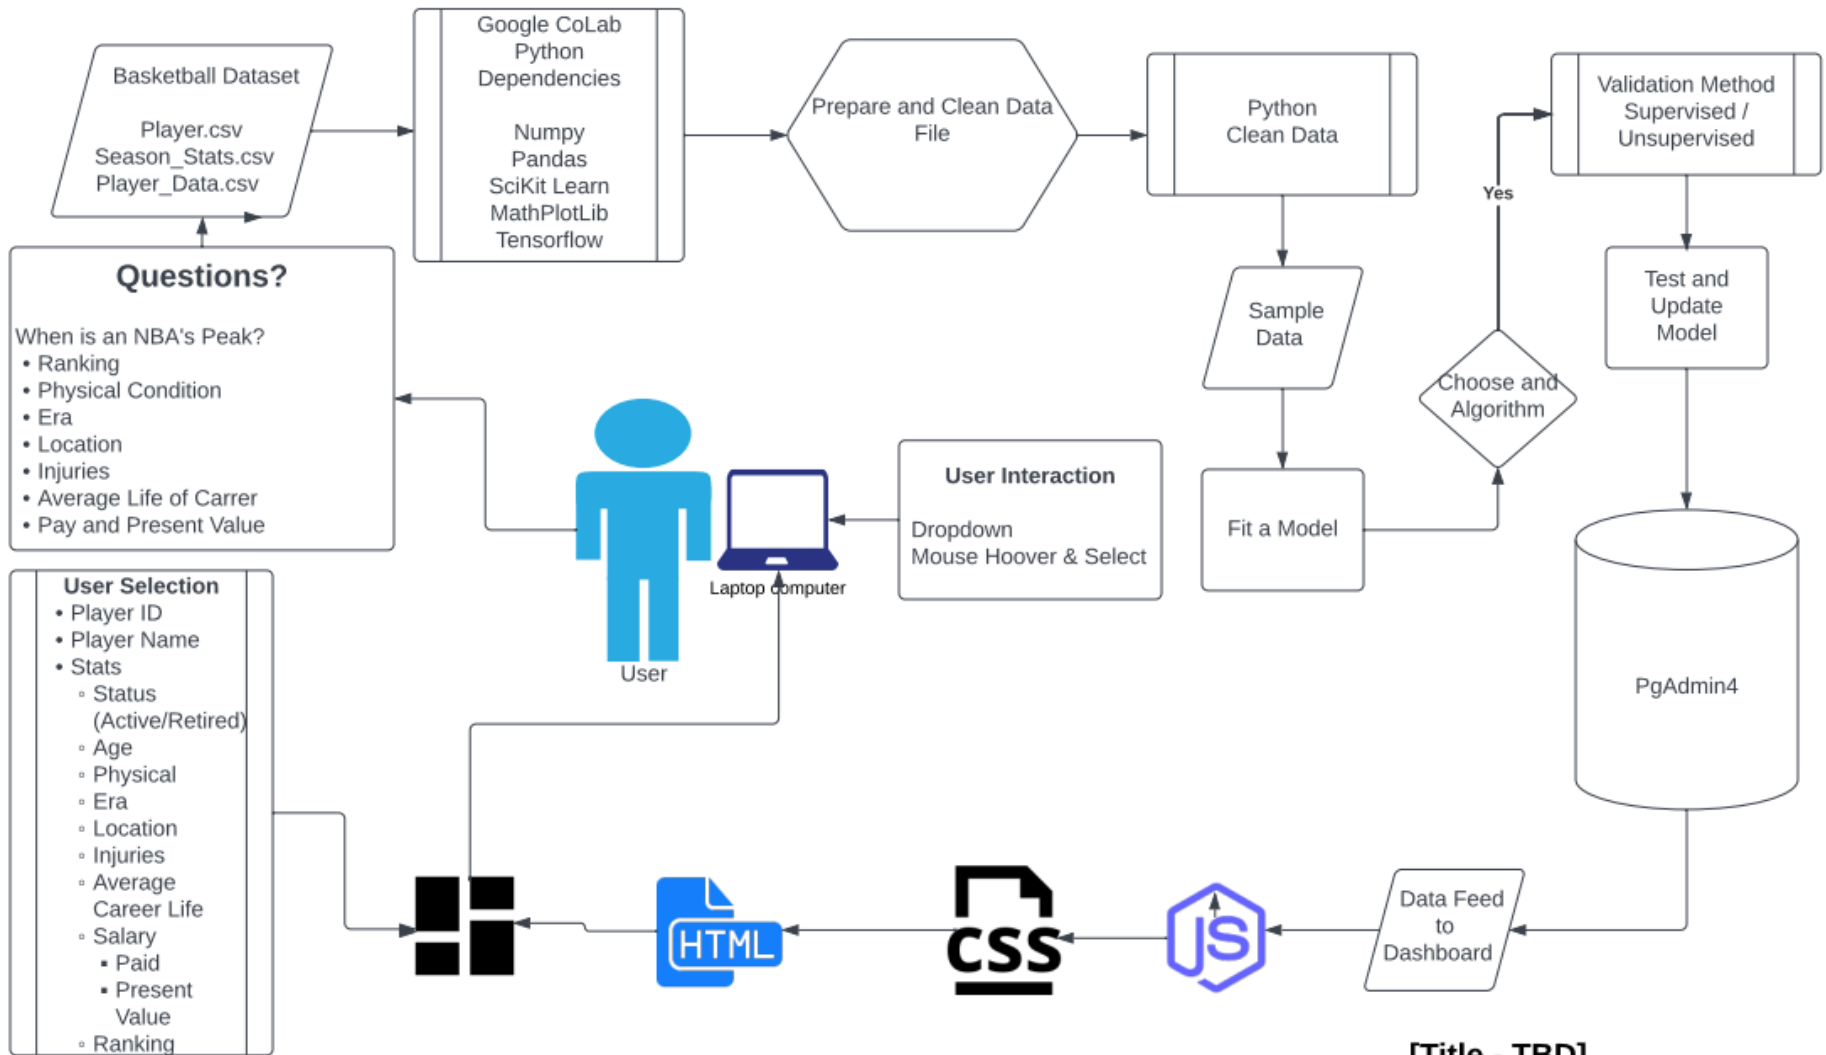 Basketball Dataset
Player.csv
Season_Stats.csv
Player_Data.csv
Google CoLab
Python
Dependencies
Numpy
Pandas
SciKit Learn
MathPlotLib
Tensorflow
Prepare and Clean Data
File
Python
Clean Data
Validation Method
Supervised /
Unsupervised
Yes
Questions?
When is an NBA's Peak?
• Ranking
• Physical Condition
• Era
• Location
• Injuries
• Average Life of Carrer
• Pay and Present Value
Sample
Data
Test and
Update
Model
Choose and
Algorithm
User Interaction
Dropdown
Mouse Hoover & Select
Fit a Model
Laptop computer
User
User Selection
• Player ID
• Player Name
• Stats
◦ Status
(Active/Retired)
◦ Age
◦ Physical
◦ Era
◦ Location
◦ Injuries
◦ Average
Career Life
◦ Salary
▪ Paid
▪ Present
Value
◦ Ranking
PgAdmin4
HTML
CSS
JS
Data Feed
to
Dashboard
[Title - TBD]